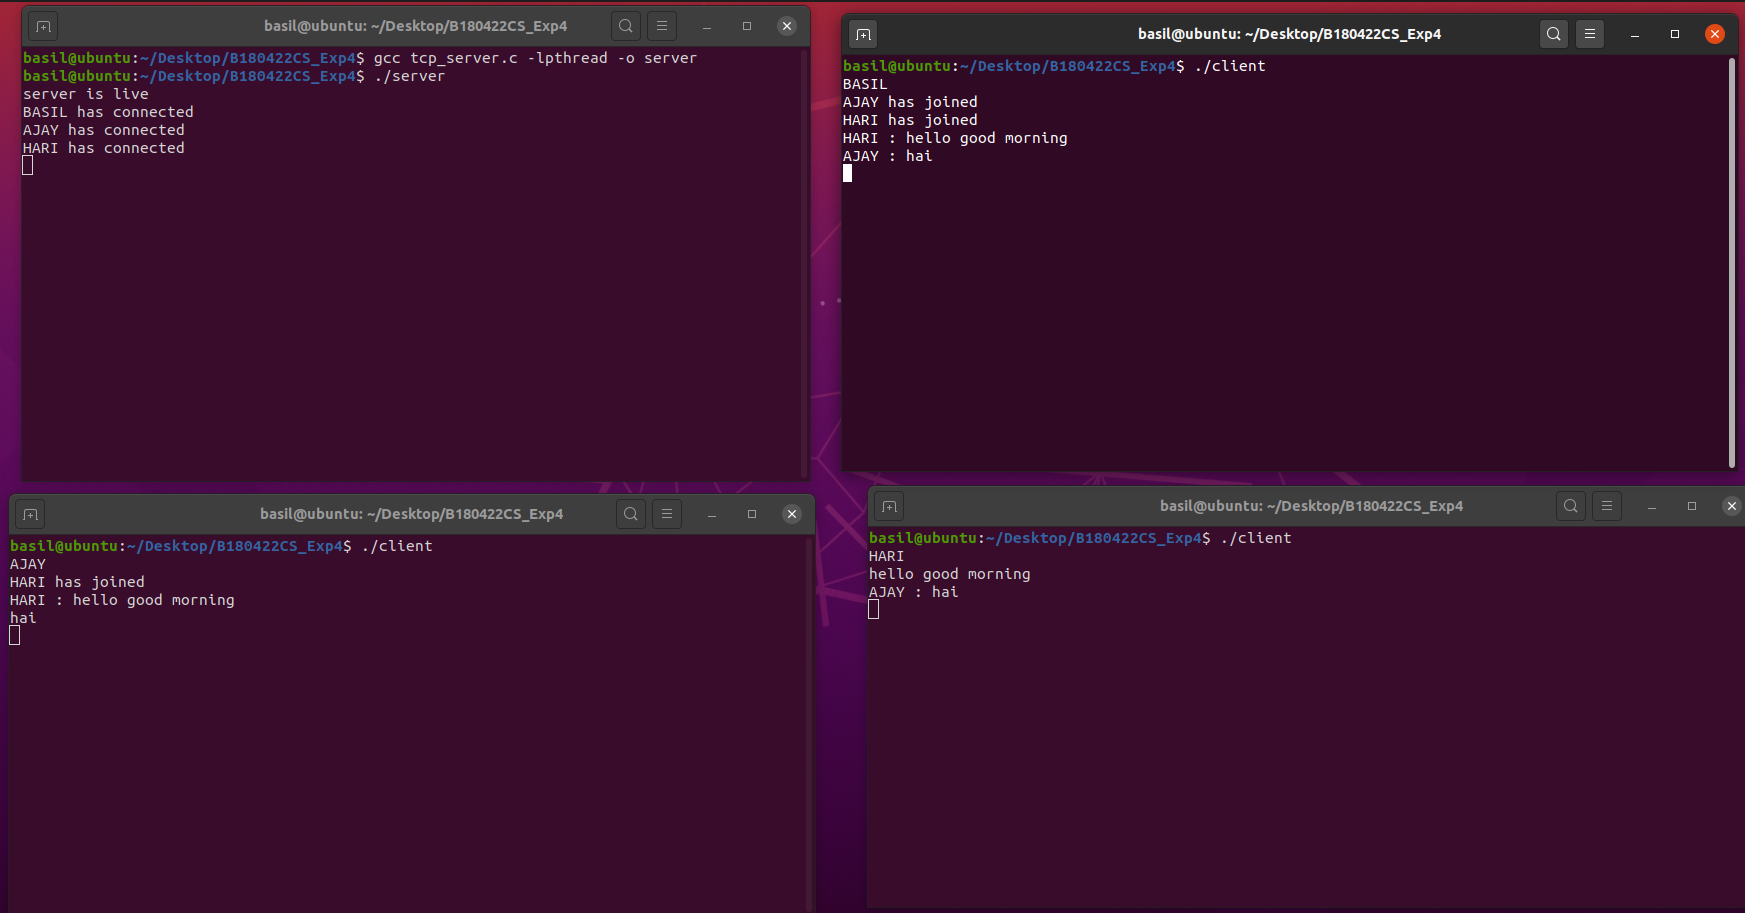 basil@ubuntu: ~/Desktop/B180422CS_Exp4
basil@ubuntu:~/Desktop/B180422CS_Exp4$ gcc tcp_server.c -lpthread -o server
basil@ubuntu:~/Desktop/B180422CS_Exp4$ ./server
server is live
BASIL has connected
AJAY has connected
HARI has connected
basil@ubuntu: ~/Desktop/B180422CS_Exp4
basil@ubuntu:~/Desktop/B180422CS_Exp4$ ./client
BASIL
AJAY has joined
HARI has joined
HARI : hello good morning
AJAY : hai
basil@ubuntu: ~/Desktop/B180422CS_Exp4
basil@ubuntu:~/Desktop/B180422CS_Exp4$ ./client
AJAY
HARI has joined
HARI : hello good morning
hai
basil@ubuntu: ~/Desktop/B180422CS_Exp4
basil@ubuntu:~/Desktop/B180422CS_Exp4$ ./client
HARI
hello good morning
AJAY : hai